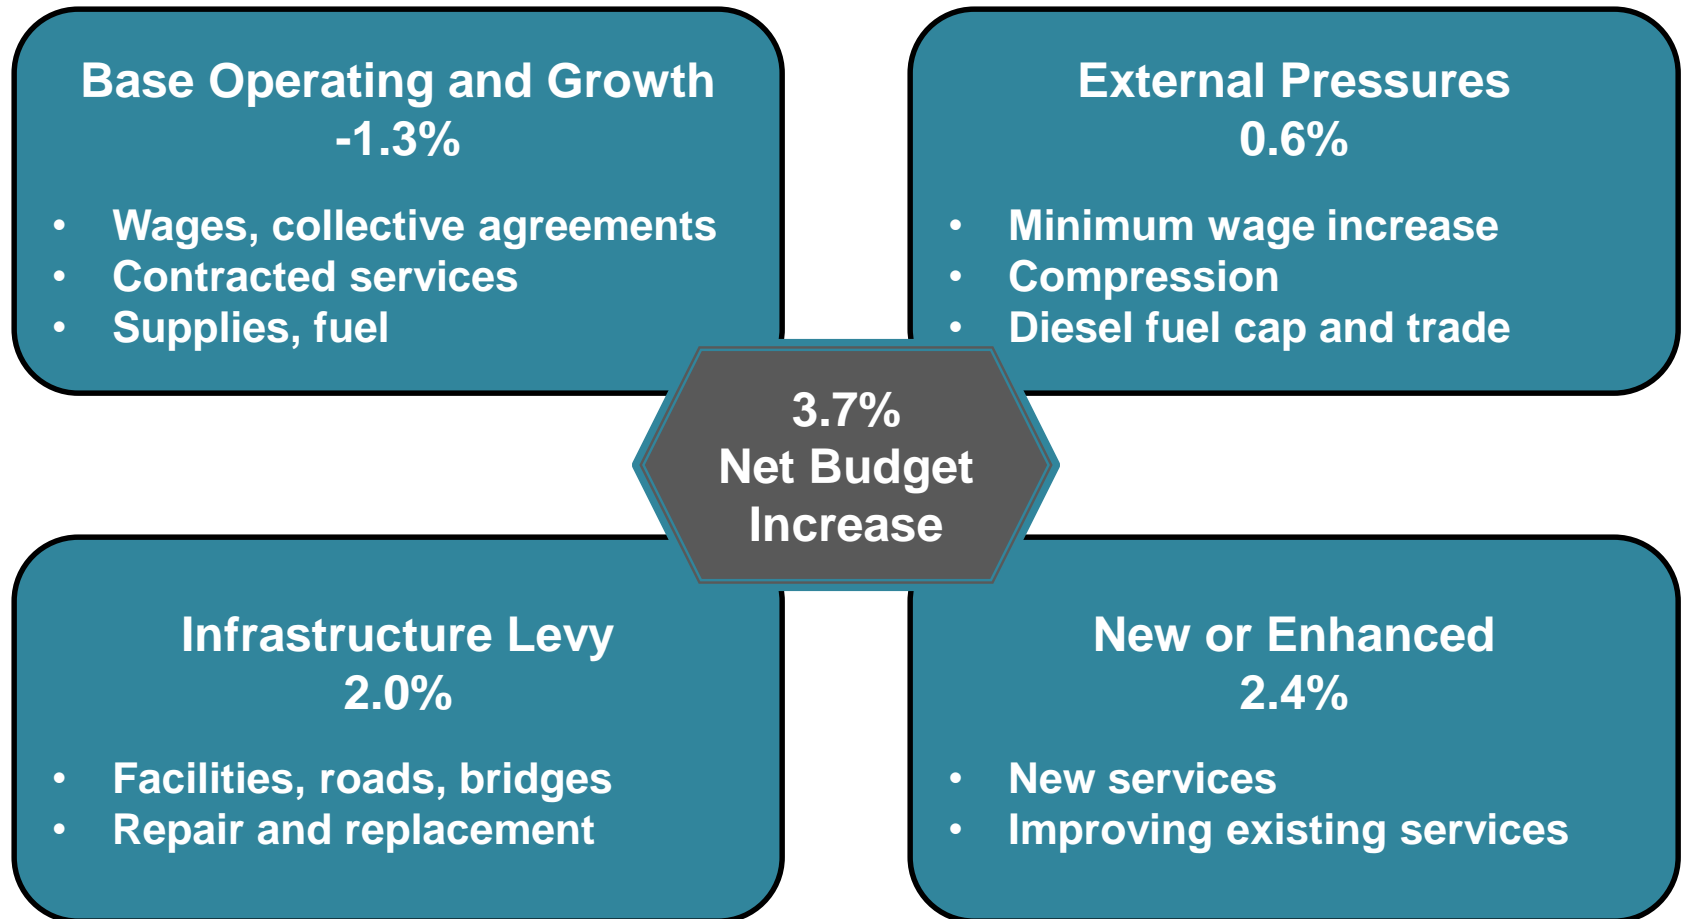 Base Operating and Growth
-1.3%
• Wages, collective agreements
• Contracted services
• Supplies, fuel
External Pressures
0.6%
• Minimum wage increase
• Compression
• Diesel fuel cap and trade
3.7%
Net Budget
Increase
Infrastructure Levy
2.0%
• Facilities, roads, bridges
• Repair and replacement
New or Enhanced
2.4%
• New services
• Improving existing services